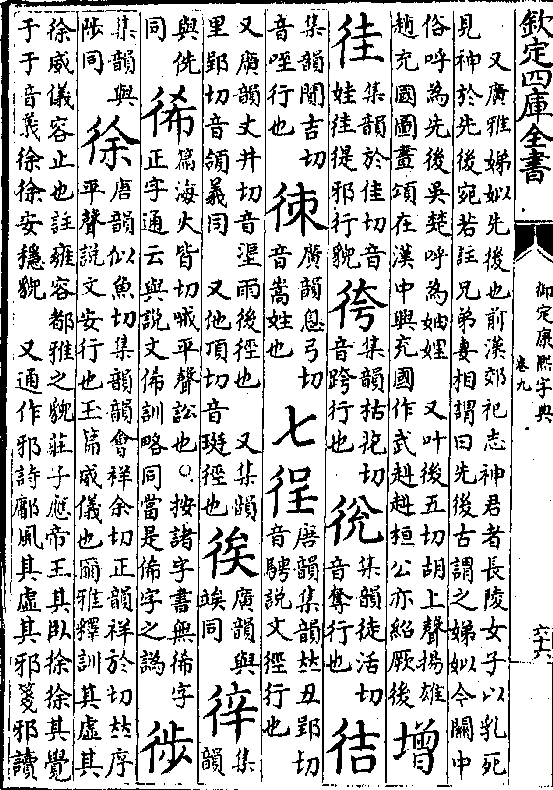 欽定四庫全書
御定康熙字典
卷九
六十六
又廣雅娣姒先後也前漢郊祀志神君者長陵女子以乳死
見神於先後宛若註兄弟妻相謂曰先後古謂之娣姒今關中
俗呼為先後吳楚呼為妯娌　又叶後五切胡上聲揚雄
趙充國圖畫頌在漢中興充國作武赳赳桓公亦紹厥後
增
徍
集韻於佳切音
娃徍徥邪行貌
集韻枯瓜切
音跨行也
集韻徒活切
音奪行也
集韻閴吉切
音咥行也
廣韻息弓切
音嵩姓也
七
徎
唐韻集韻𠀤丑郢切
音騁說文徑行也
又廣韻丈井切音
雨後徑也　又集韻
里郢切音領義同　又他頂切音珽徑也
廣韻與
竢同
集韻
與侁
同
篇海火皆切
平聲訟也○按諸字書無
字
正字通云與說文俙訓略同當是俙字之譌
徏
集韻與
陟同
徐
唐韻似魚切集韻韻會祥余切正韻祥於切𠀤序
平聲說文安行也玉篇威儀也爾雅釋訓其虛其
徐威儀容止也註雍容都雅之貌莊子應帝王其臥徐徐其覺
于于音義徐徐安穩貌　又通作邪詩鄘風其虛其邪箋邪讀